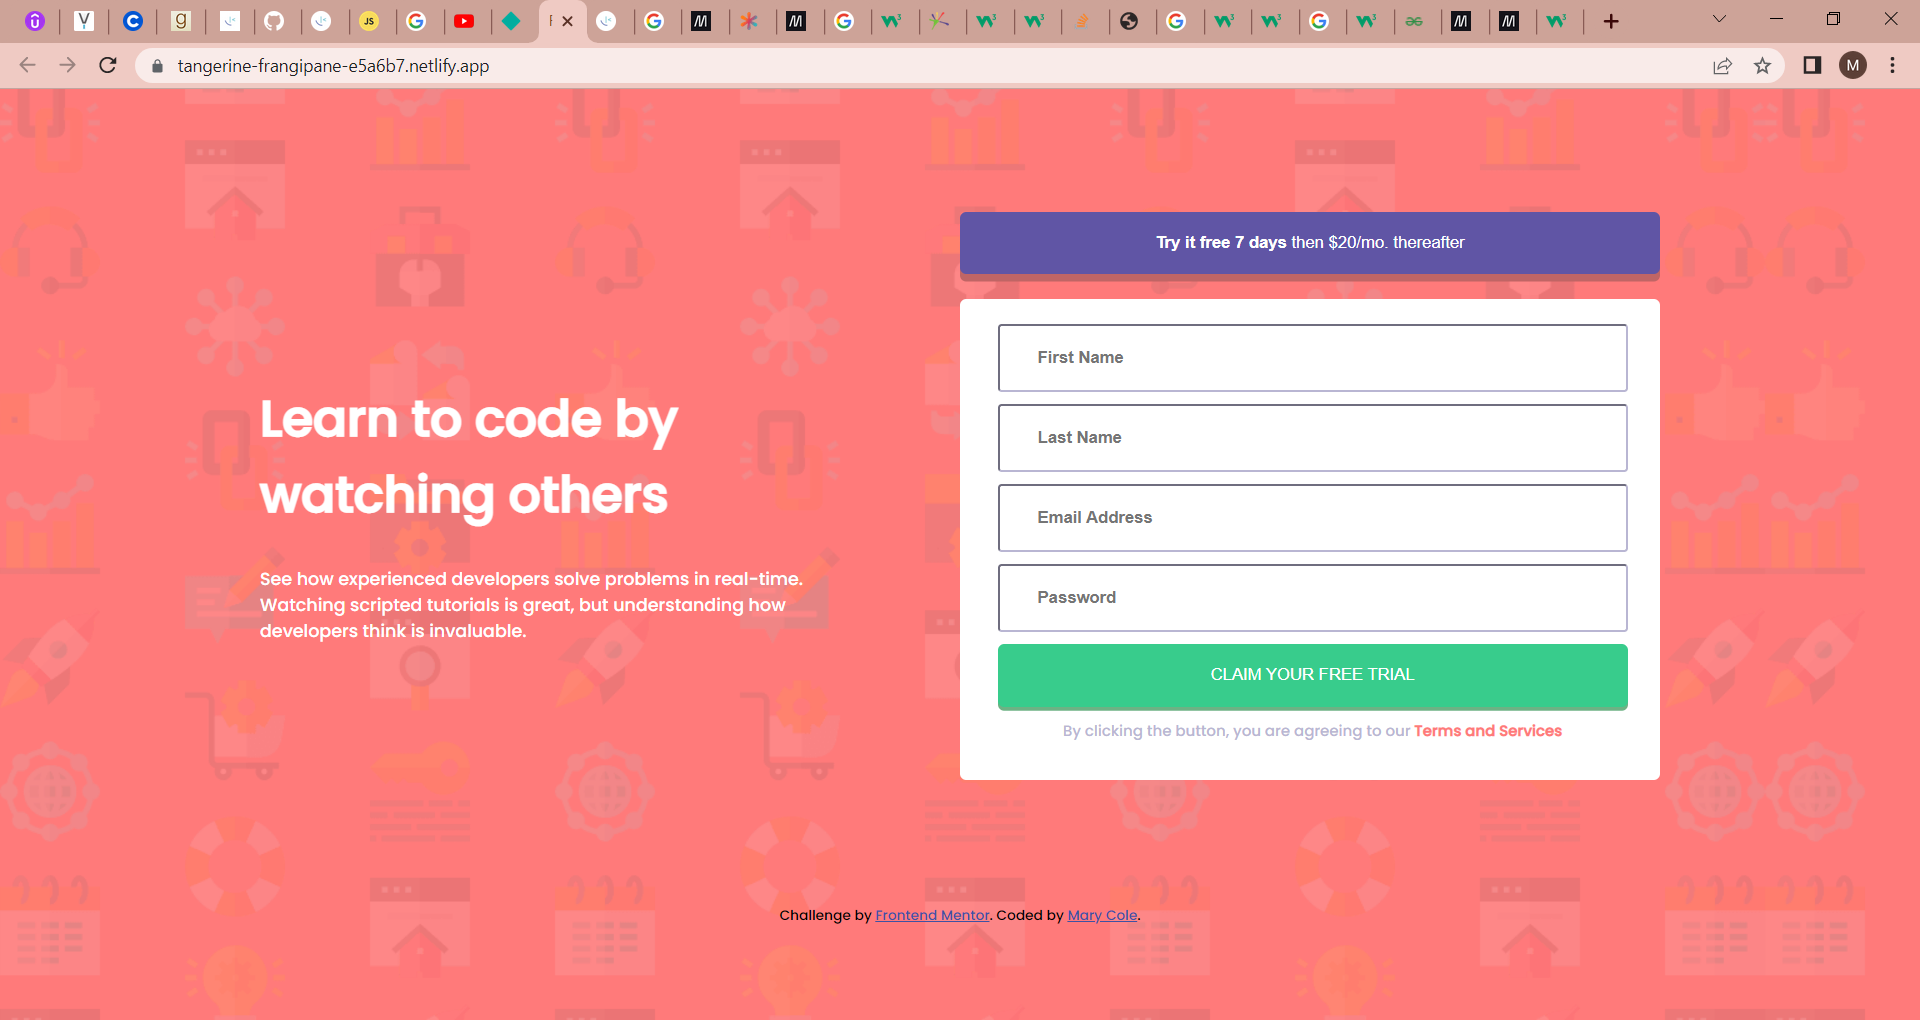 tangerine-frangipane-e5a6b7.netlify.app
M
Try it free 7 days then $20/mo. thereafter
First Name
Last Name
Email Address
Password
CLAIM YOUR FREE TRIAL
By clicking the button, you are agreeing to our Terms and Services
Learn to code by
watching others
See how experienced developers solve problems in real-time.
Watching scripted tutorials is great, but understanding how
developers think is invaluable.
Challenge by Frontend Mentor. Coded by Mary Cole.